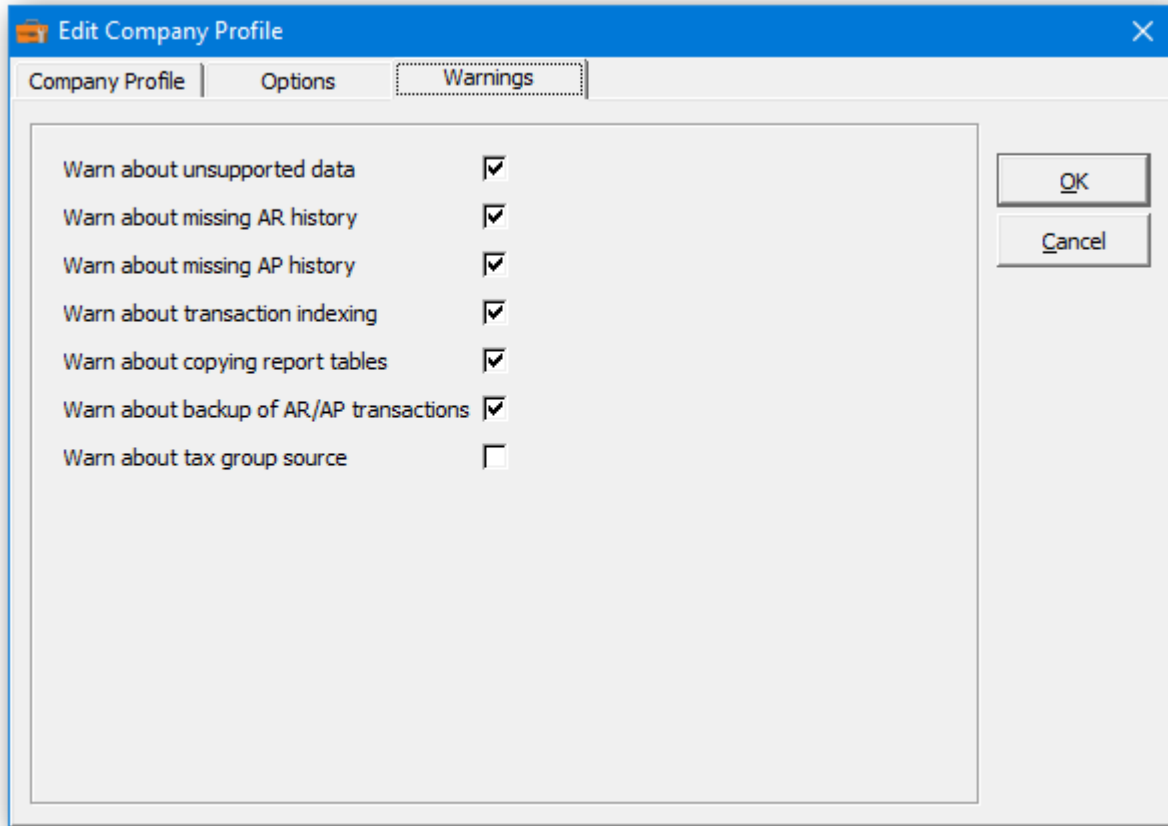 Edit Company Profile
Company Profile Options Warnings
Warn about unsupported data
Warn about missing AR history
Warn about missing AP history
Warn about transaction indexing
Warn about copying report tables
Warn about backup of AR/AP transactions
Warn about tax group source
OK
Cancel